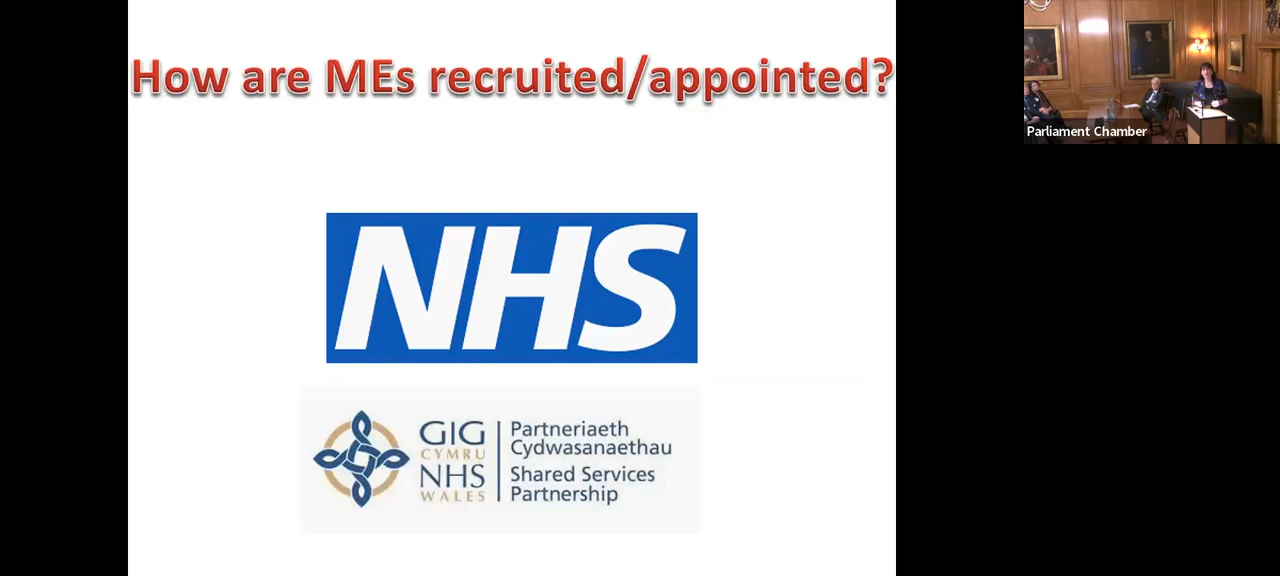 How are MEs recruited/appointed?
Parliament Chamber
NHS
GIG
CYMRU
NHS
WALES
Partneriaeth
Cydwasanaethau
Shared Services
Partnership